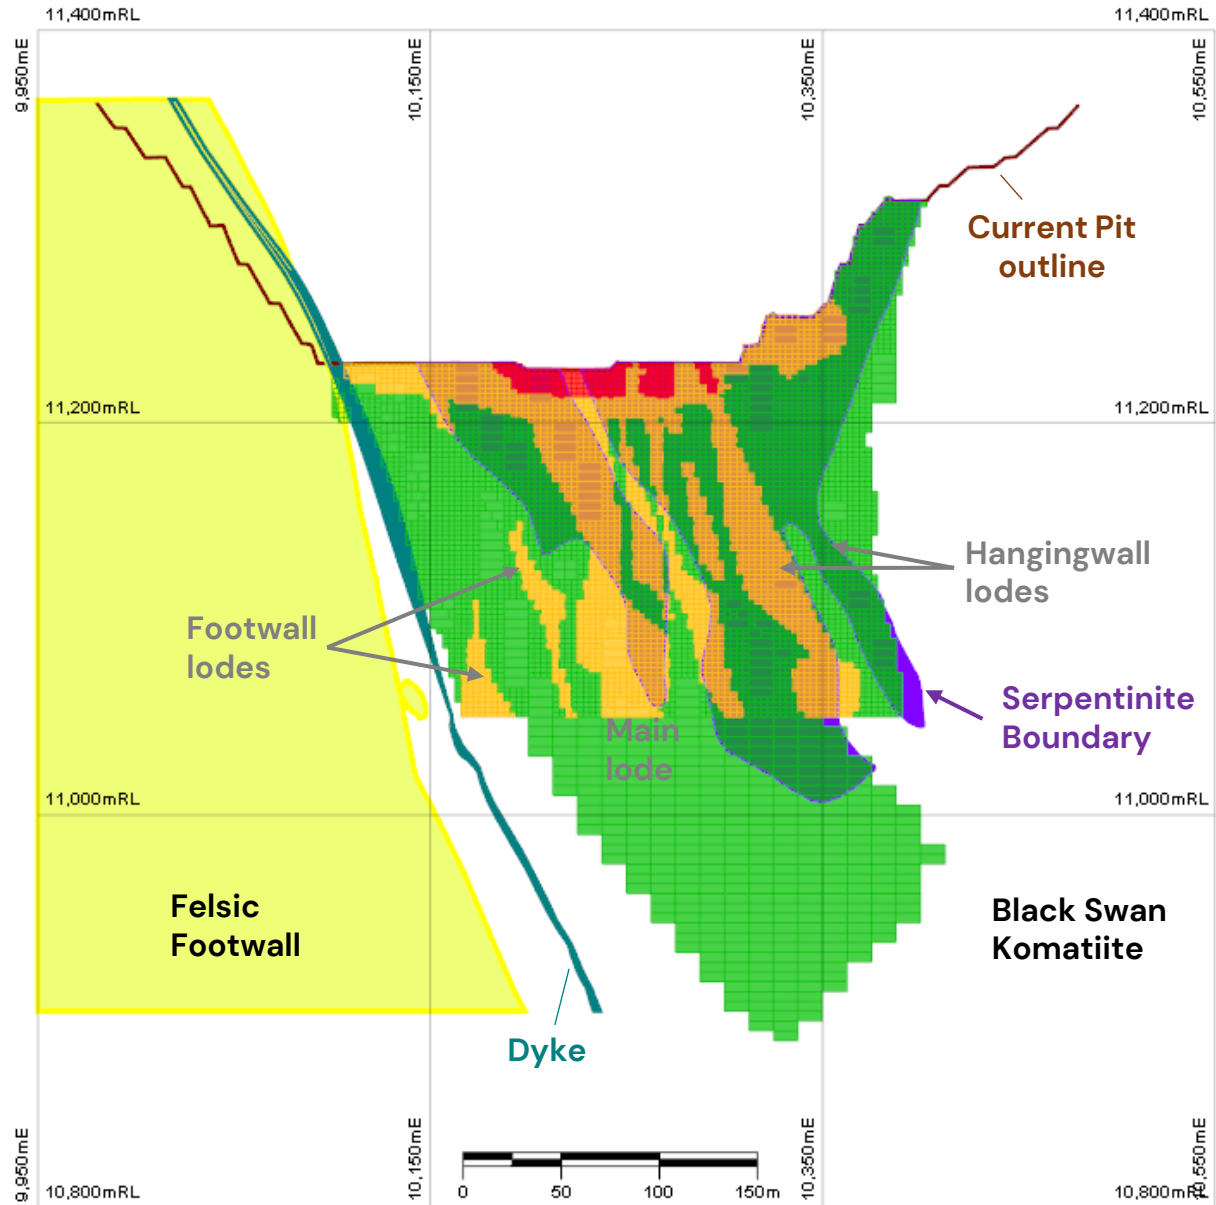 11,400mRL
11,400mRL
9,950mE
10,150mE
10,350mE
10,550mE
Current Pit
outline
11,200mRL
11,200mRL
Hangingwall
lodes
Footwall
lodes
Serpentinite
Boundary
Main
lode
11,000mRL
11,000mRL
Felsic
Footwall
Black Swan
Komatiite
Dyke
9,950mE
10,150mE
10,350mE
10,550mE
0 50 100 150m
10,800mRL
10,800mRL